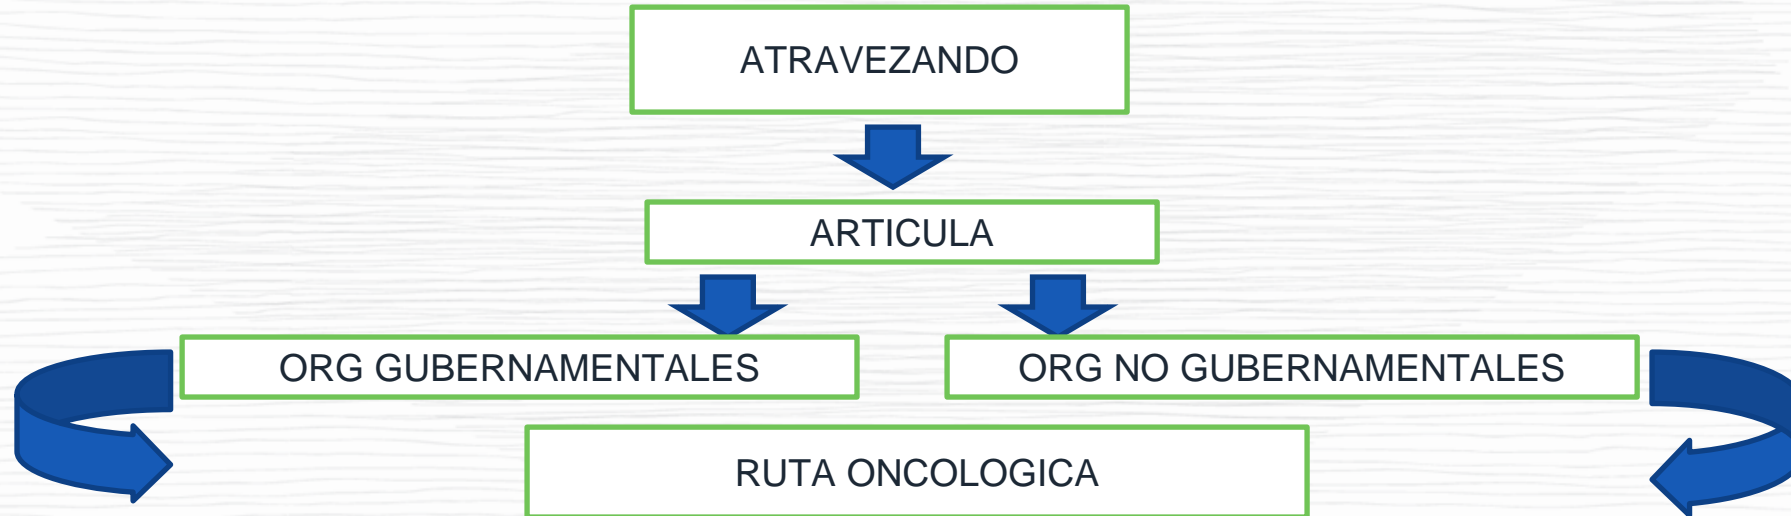 ATRAVEZANDO
ARTICULA
ORG GUBERNAMENTALES
ORG NO GUBERNAMENTALES
RUTA ONCOLOGICA